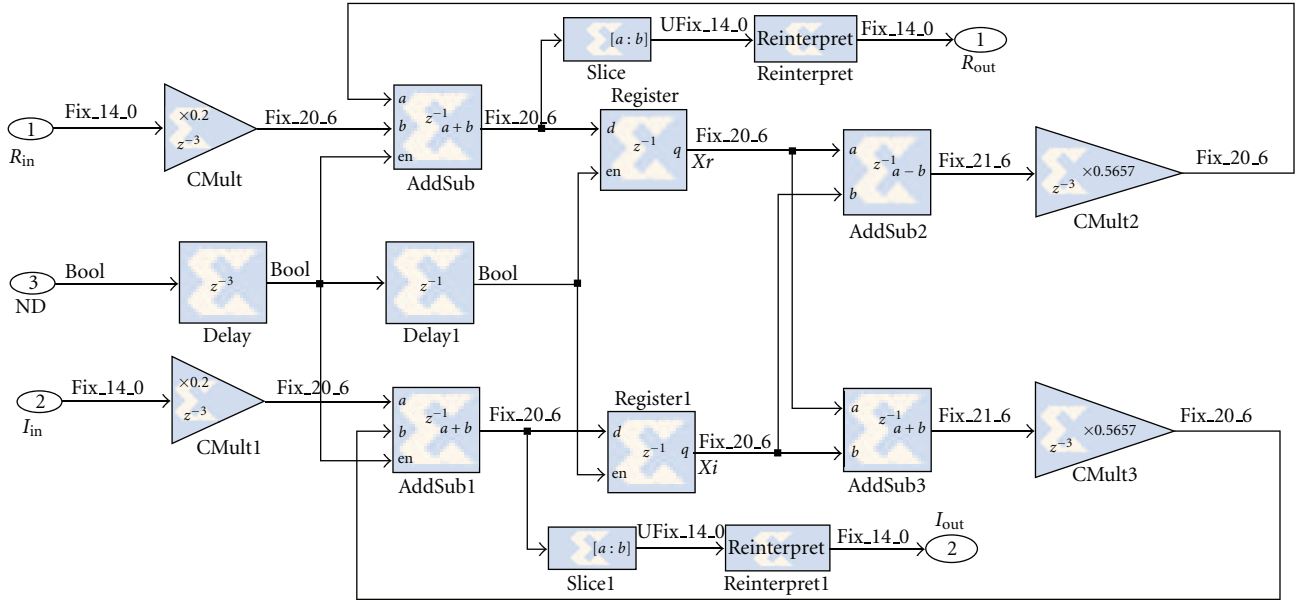 UFix_14_0
Fix_14_0
[a : b]
Reinterpret
1
Slice
Reinterpret
R_out
Register
Fix_14_0
×0.2
z⁻³
Fix_20_6
a
b
en
z⁻¹
a + b
Fix_20_6
d
en
z⁻¹
q
Fix_20_6
Xr
a
b
z⁻¹
a − b
Fix_21_6
×0.5657
z⁻³
Fix_20_6
1
R_in
CMult
AddSub
AddSub2
CMult2
3
Bool
z⁻³
Bool
z⁻¹
Bool
ND
Delay
Delay1
2
Fix_14_0
×0.2
z⁻³
Fix_20_6
a
b
en
z⁻¹
a + b
Fix_20_6
Register1
d
en
z⁻¹
q
Fix_20_6
Xi
a
b
z⁻¹
a + b
Fix_21_6
×0.5657
z⁻³
Fix_20_6
I_in
CMult1
AddSub1
AddSub3
CMult3
[a : b]
UFix_14_0
Reinterpret
Fix_14_0
I_out
2
Slice1
Reinterpret1